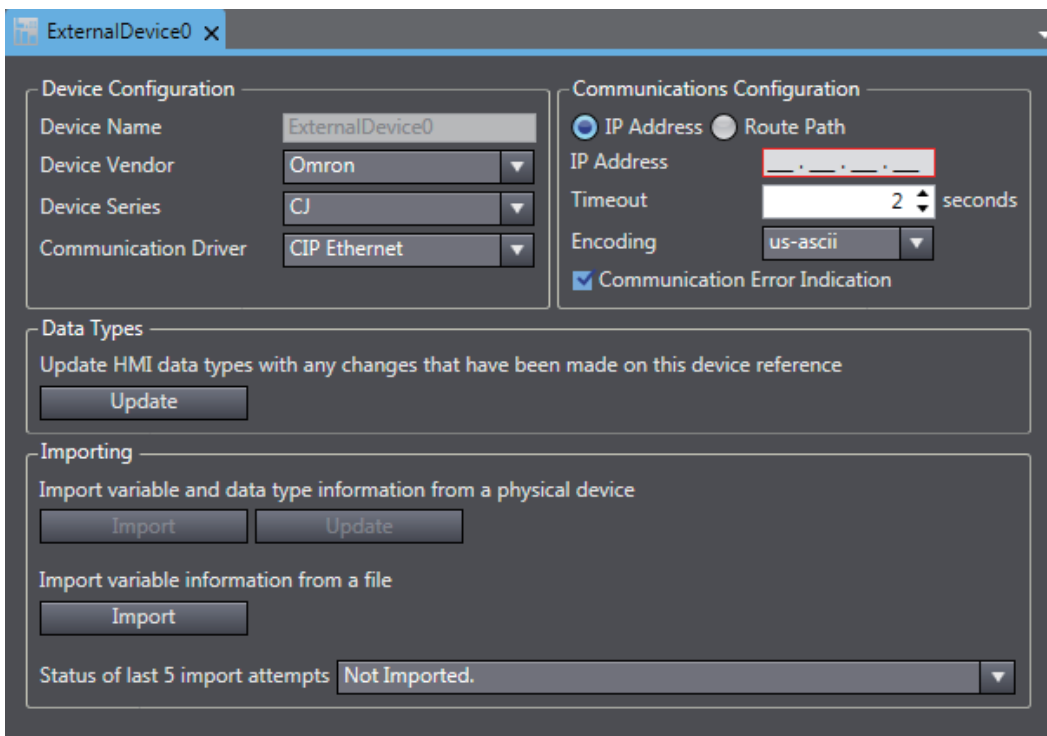 ExternalDevice0
Device Configuration
Device Name ExternalDevice0
Device Vendor Omron
Device Series CJ
Communication Driver CIP Ethernet
Communications Configuration
IP Address Route Path
IP Address __.__.__.__
Timeout 2 seconds
Encoding us-ascii
Communication Error Indication
Data Types
Update HMI data types with any changes that have been made on this device reference
Update
Importing
Import variable and data type information from a physical device
Import Update
Import variable information from a file
Import
Status of last 5 import attempts Not Imported.